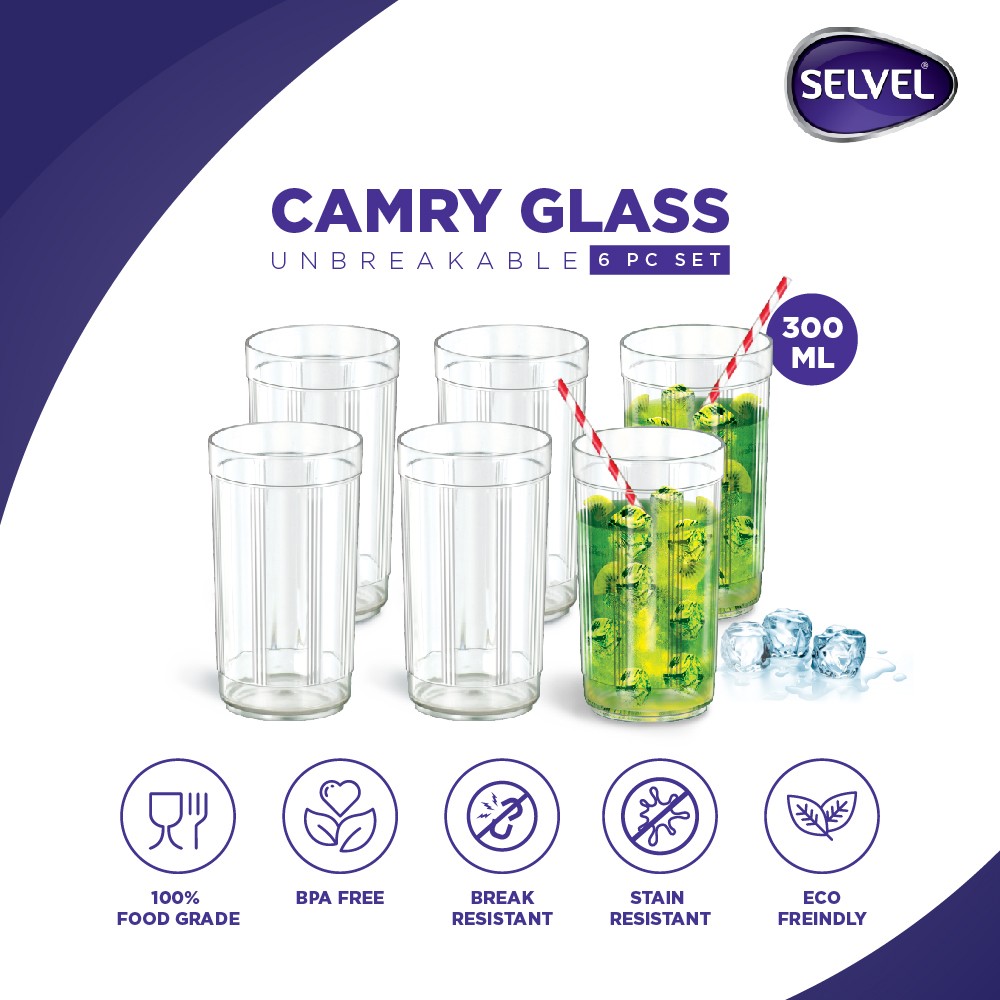 SELVEL®
CAMRY GLASS
UNBREAKABLE 6 PC SET
300
ML
100%
FOOD GRADE
BPA FREE
BREAK
RESISTANT
STAIN
RESISTANT
ECO
FREINDLY